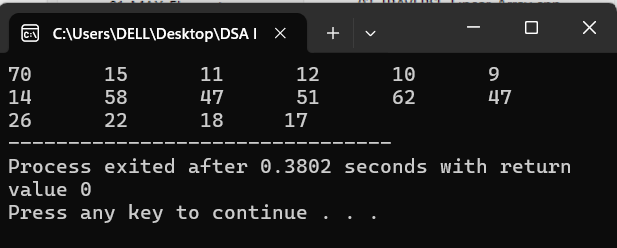 C:\Users\DELL\Desktop\DSA I
70 15 11 12 10 9
14 58 47 51 62 47
26 22 18 17
--------------------------------
Process exited after 0.3802 seconds with return
value 0
Press any key to continue . . .